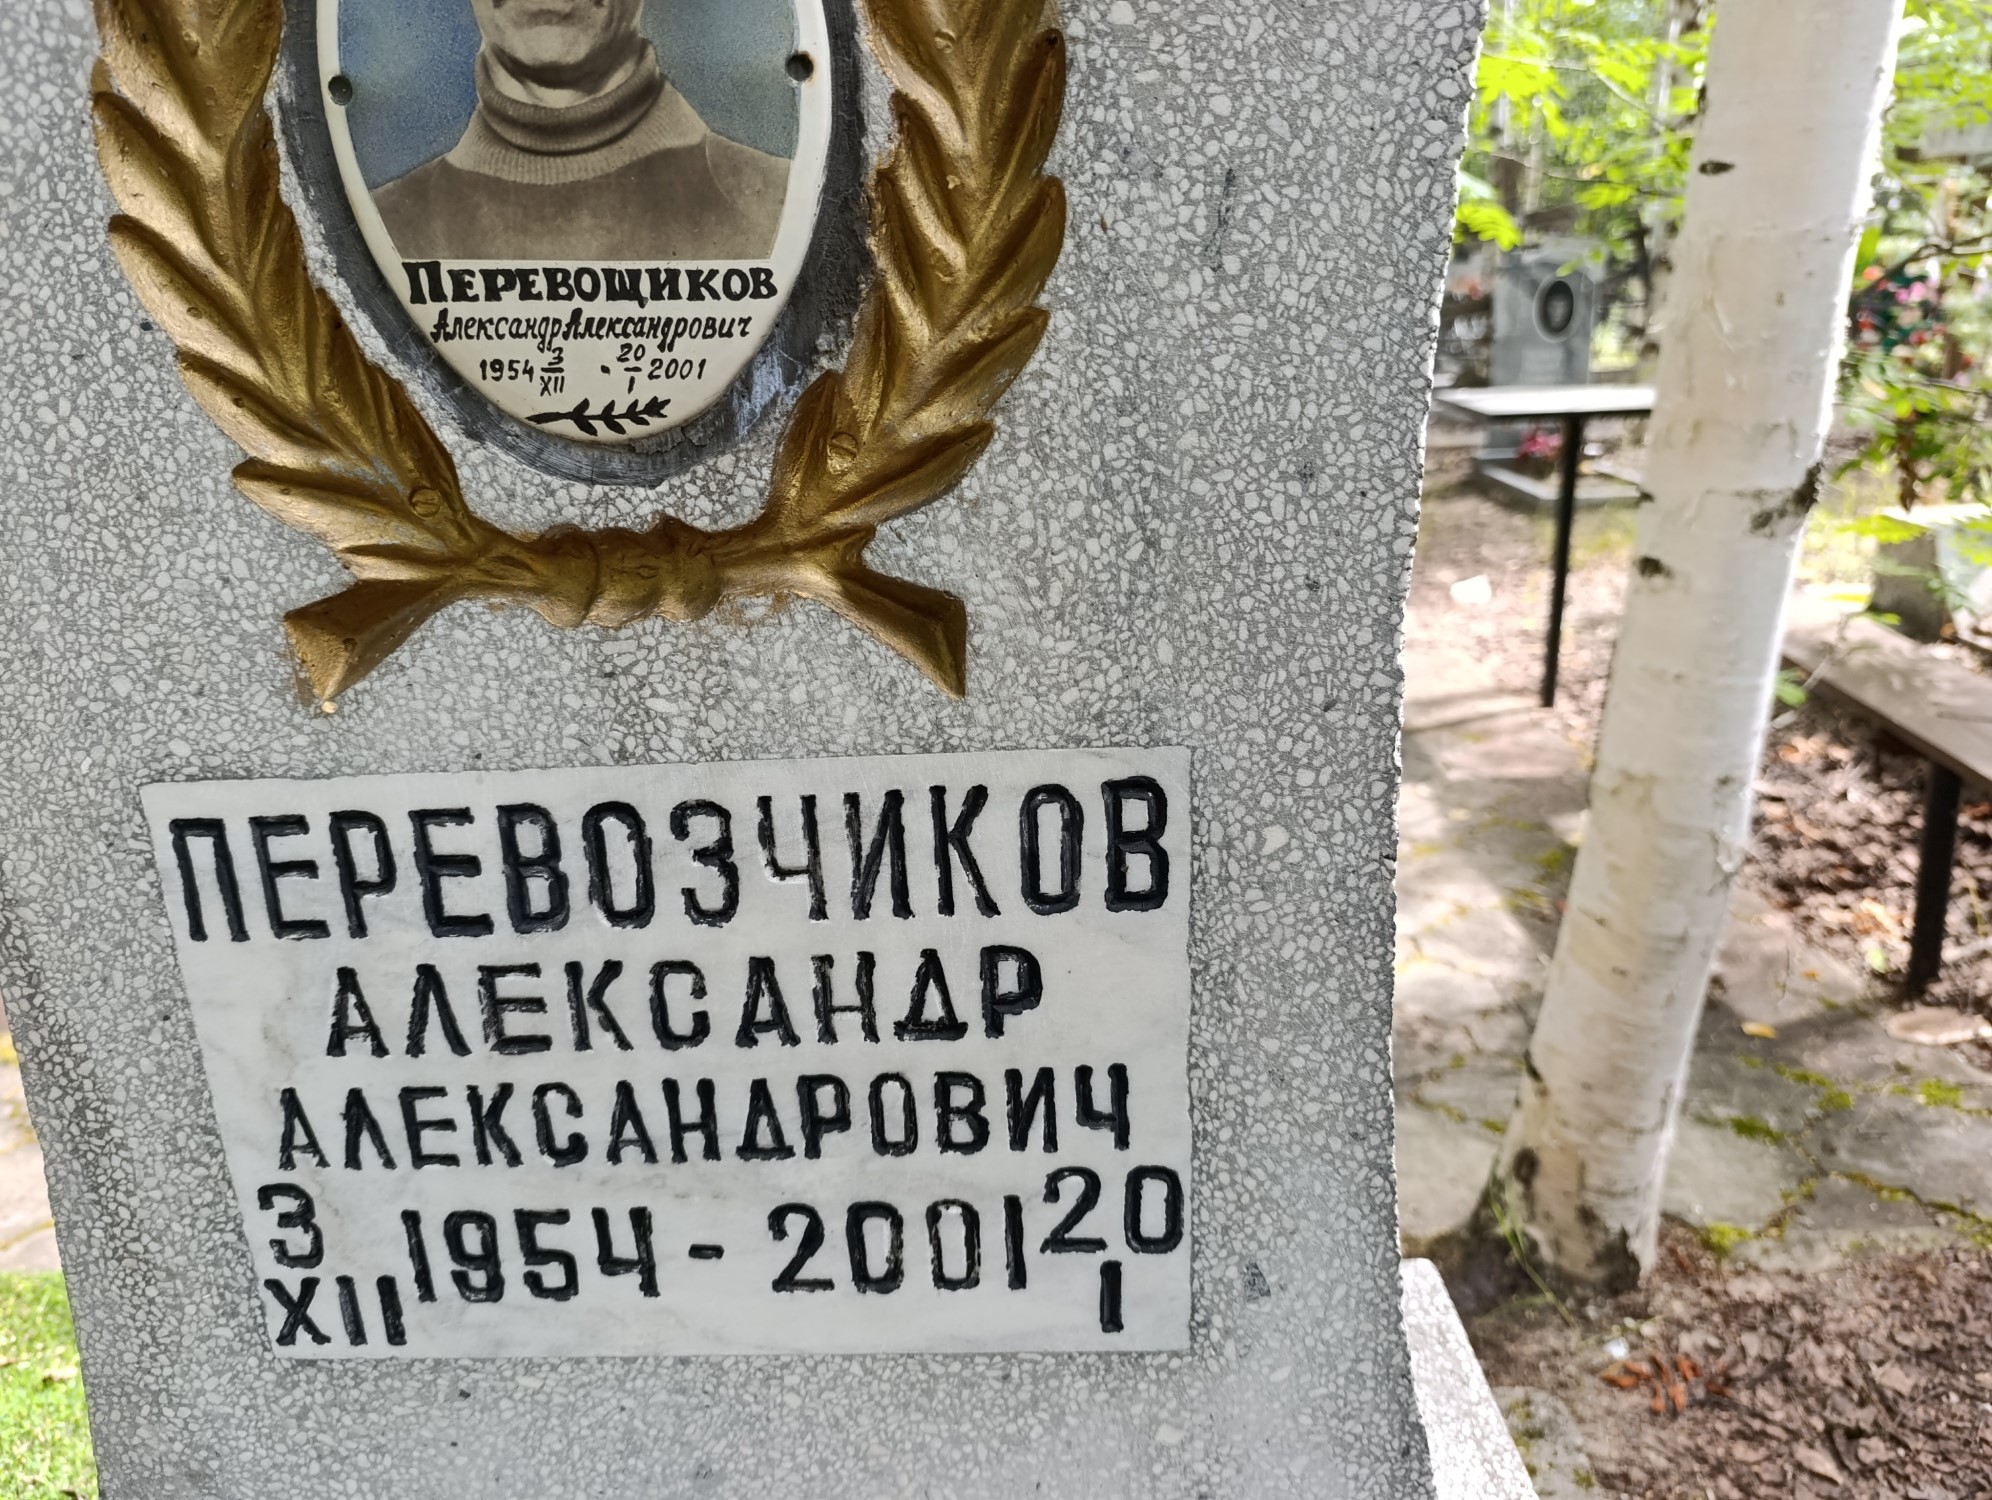 ПЕРЕВОЩИКОВ
Александр Александрович
1954 3/XII · 20/I 2001
ПЕРЕВОЗЧИКОВ
АЛЕКСАНДР
АЛЕКСАНДРОВИЧ
3/XII 1954 - 2001 20/I